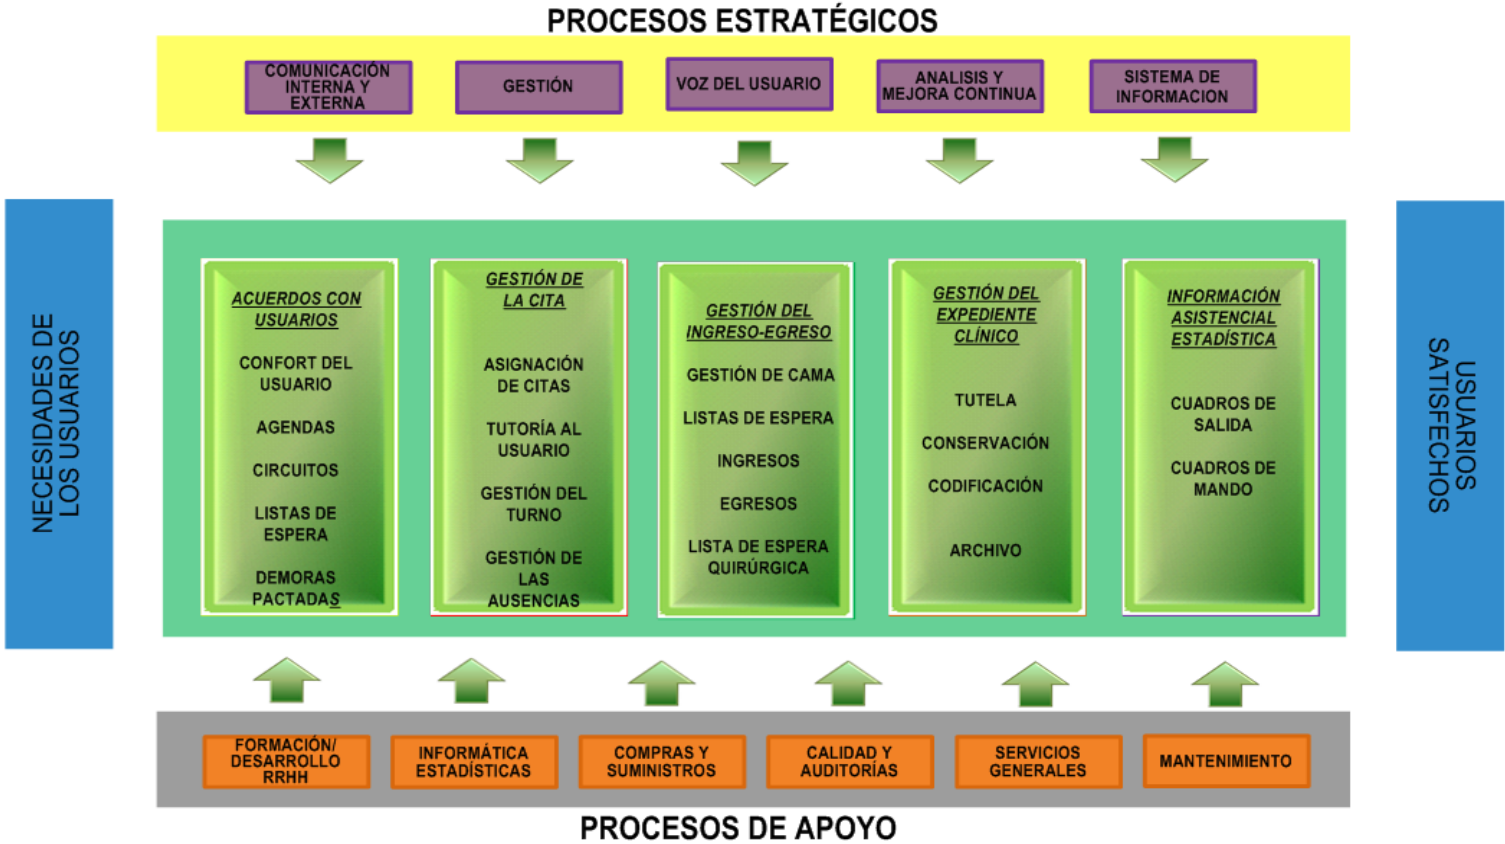 PROCESOS ESTRATÉGICOS
COMUNICACIÓN
INTERNA Y
EXTERNA
GESTIÓN
VOZ DEL USUARIO
ANALISIS Y
MEJORA CONTINUA
SISTEMA DE
INFORMACION
NECESIDADES DE
LOS USUARIOS
ACUERDOS CON
USUARIOS
CONFORT DEL
USUARIO
AGENDAS
CIRCUITOS
LISTAS DE
ESPERA
DEMORAS
PACTADAS
GESTIÓN DE
LA CITA
ASIGNACIÓN
DE CITAS
TUTORÍA AL
USUARIO
GESTIÓN DEL
TURNO
GESTIÓN DE
LAS
AUSENCIAS
GESTIÓN DEL
INGRESO-EGRESO
GESTIÓN DE CAMA
LISTAS DE ESPERA
INGRESOS
EGRESOS
LISTA DE ESPERA
QUIRÚRGICA
GESTIÓN DEL
EXPEDIENTE
CLÍNICO
TUTELA
CONSERVACIÓN
CODIFICACIÓN
ARCHIVO
INFORMACIÓN
ASISTENCIAL
ESTADÍSTICA
CUADROS DE
SALIDA
CUADROS DE
MANDO
USUARIOS
SATISFECHOS
FORMACIÓN/
DESARROLLO
RRHH
INFORMÁTICA
ESTADÍSTICAS
COMPRAS Y
SUMINISTROS
CALIDAD Y
AUDITORÍAS
SERVICIOS
GENERALES
MANTENIMIENTO
PROCESOS DE APOYO